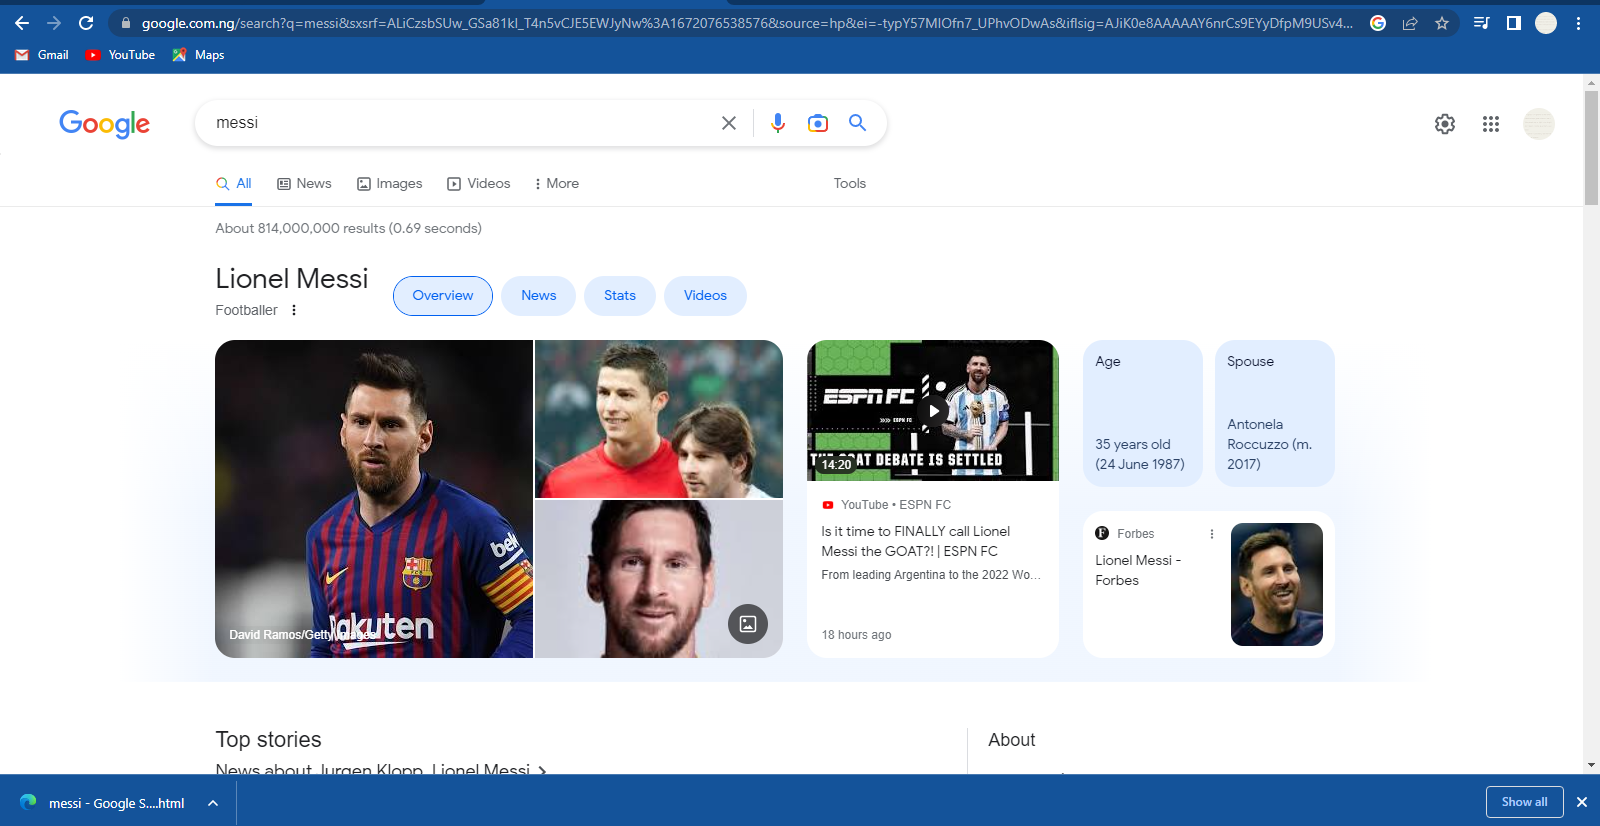 google.com.ng/search?q=messi&sxsrf=ALiCzsbSUw_GSa81kI_T4n5vCJE5EWJyNw%3A1672076538576&source=hp&ei=-typY57MIOfn7_UPhvODwAs&iflsig=AJiK0e8AAAAAY6nrCs9EYyDfpM9USv4...
Gmail YouTube Maps
Google messi
All News Images Videos More Tools
About 814,000,000 results (0.69 seconds)
Lionel Messi
Footballer
Overview News Stats Videos
beko
Rakuten
David Ramos/Getty Images
ESPN FC
ESPN FC
THE GOAT DEBATE IS SETTLED
14:20
YouTube • ESPN FC
Is it time to FINALLY call Lionel
Messi the GOAT?! | ESPN FC
From leading Argentina to the 2022 Wo...
18 hours ago
Age
35 years old
(24 June 1987)
Spouse
Antonela
Roccuzzo (m.
2017)
Forbes
Lionel Messi -
Forbes
Top stories
News about Jurgen Klopp, Lionel Messi
About
messi - Google S....html
Show all